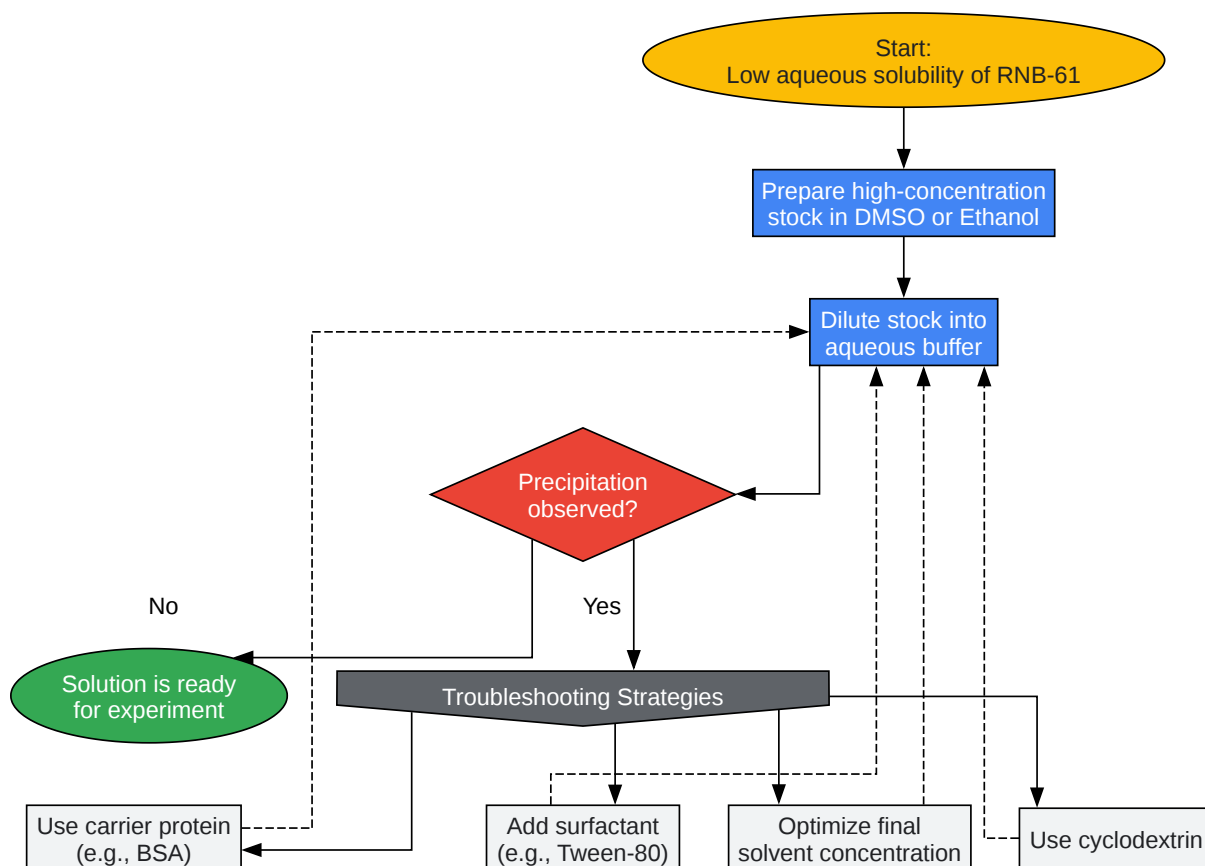 Start:
Low aqueous solubility of RNB-61
Prepare high-concentration
stock in DMSO or Ethanol
Dilute stock into
aqueous buffer
Precipitation
observed?
No
Yes
Solution is ready
for experiment
Troubleshooting Strategies
Use carrier protein
(e.g., BSA)
Add surfactant
(e.g., Tween-80)
Optimize final
solvent concentration
Use cyclodextrin